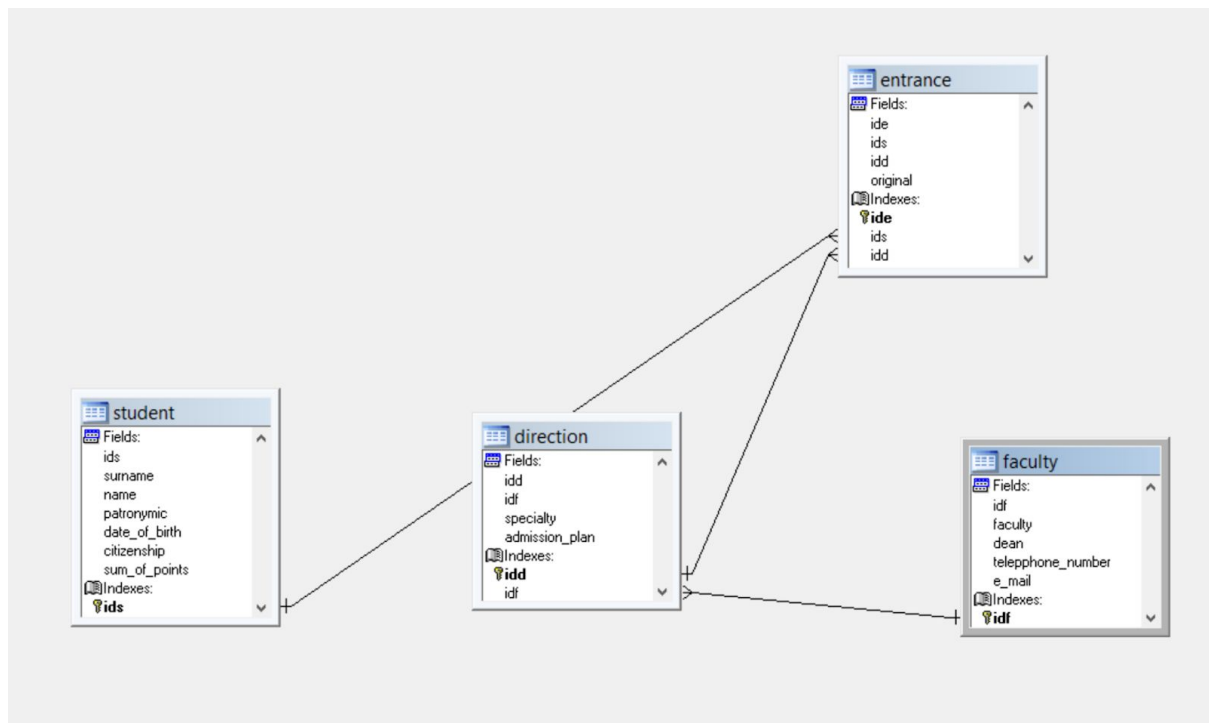 entrance
Fields:
ide
ids
idd
original
Indexes:
ide
ids
idd
student
Fields:
ids
surname
name
patronymic
date_of_birth
citizenship
sum_of_points
Indexes:
ids
direction
Fields:
idd
idf
specialty
admission_plan
Indexes:
idd
idf
faculty
Fields:
idf
faculty
dean
telepphone_number
e_mail
Indexes:
idf